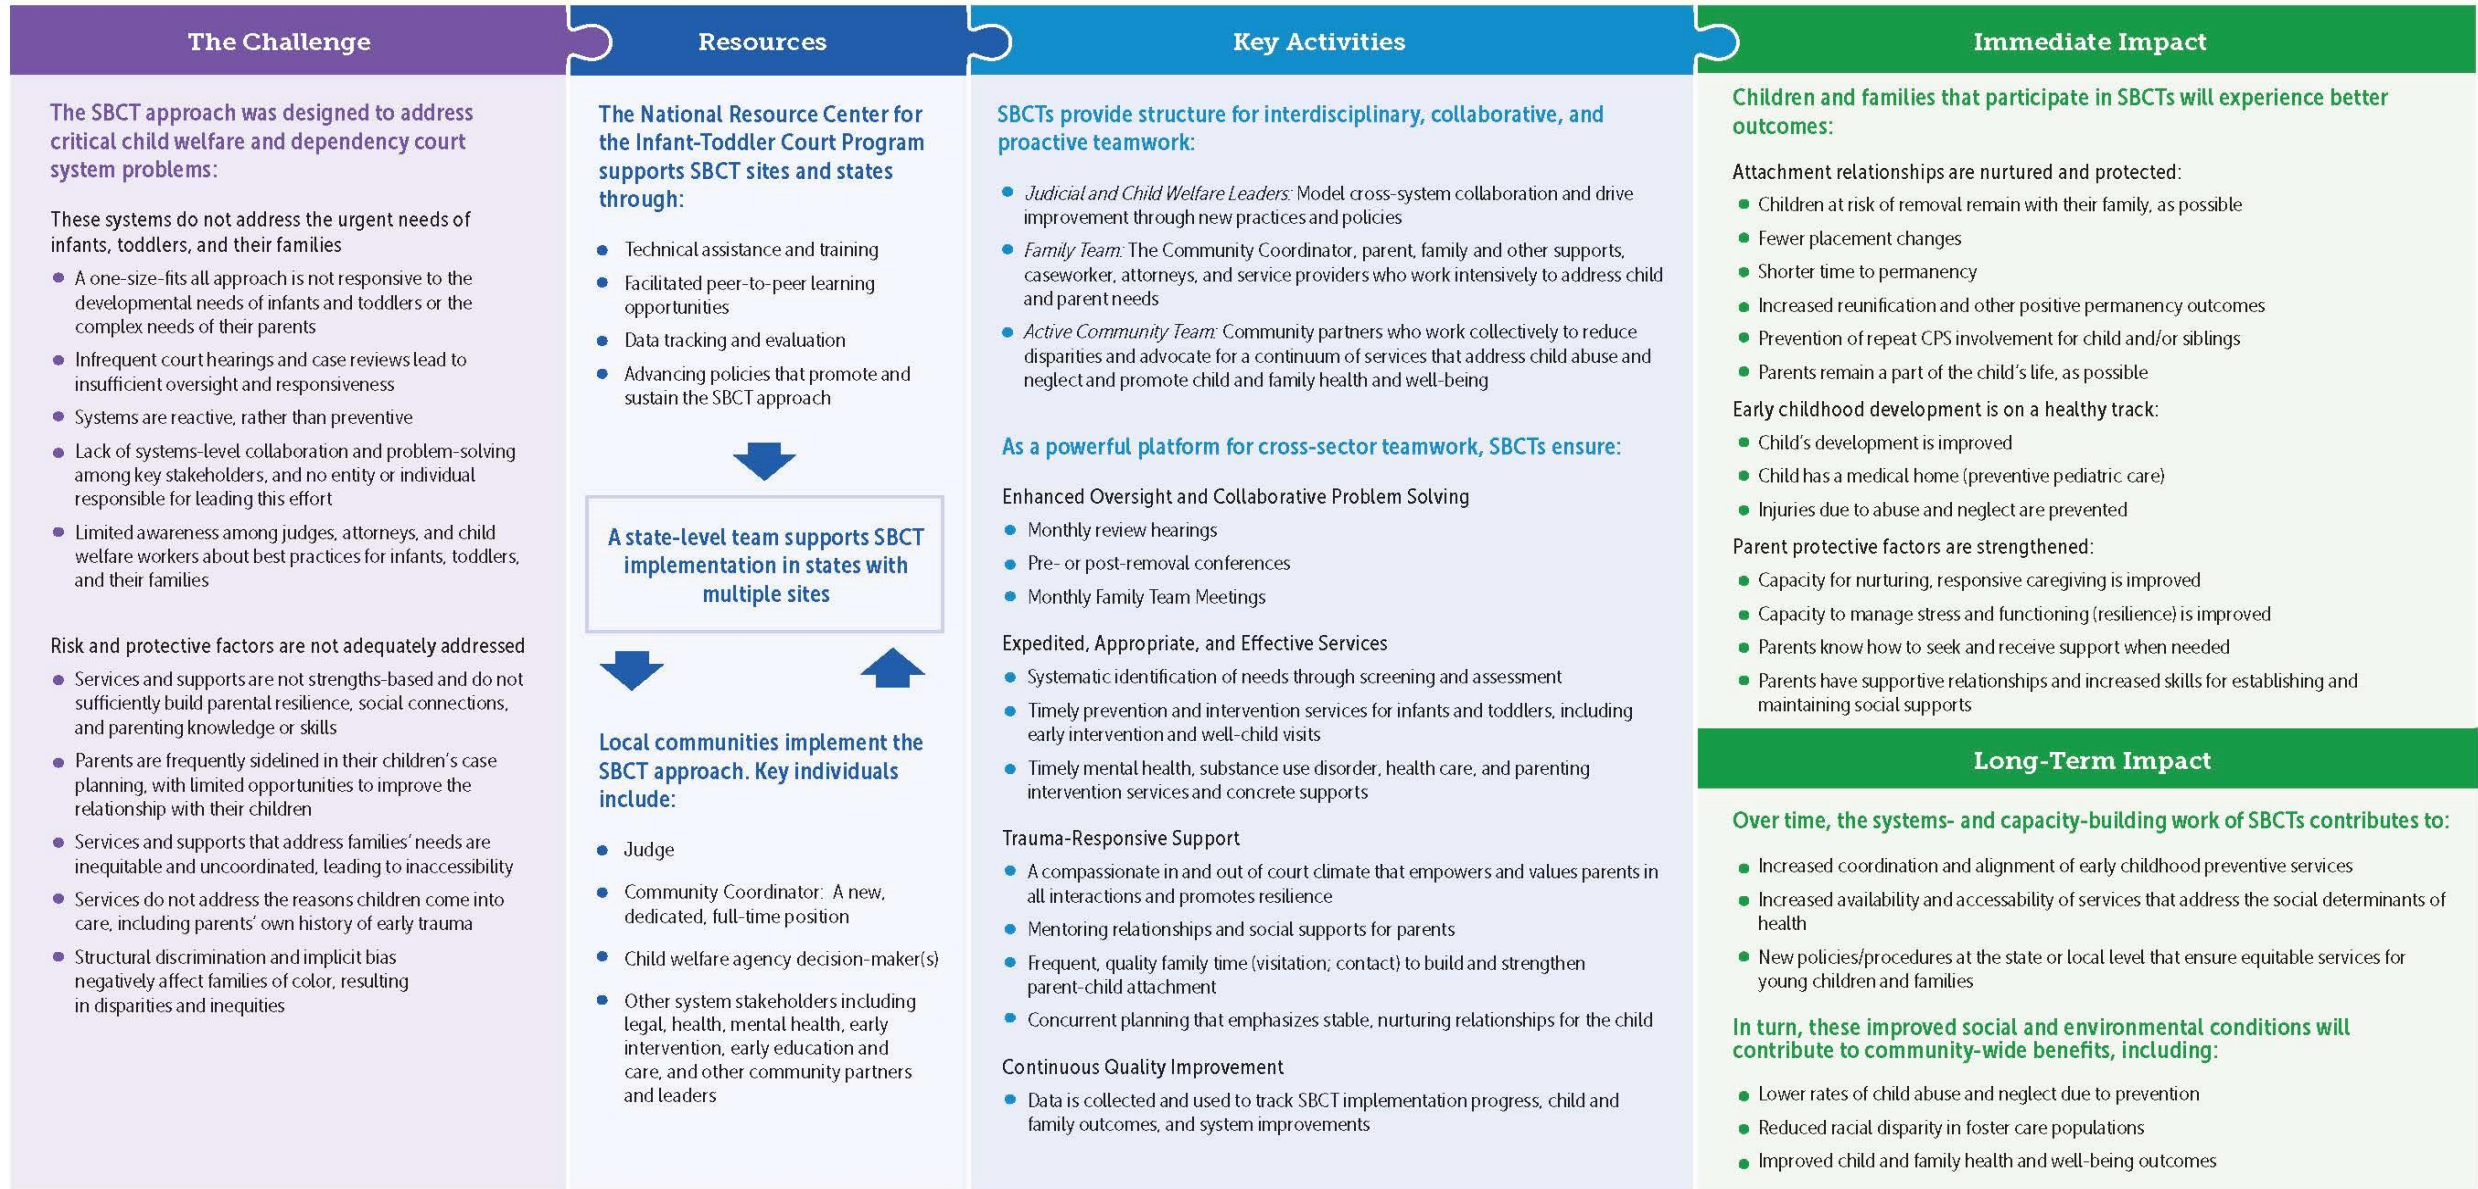 The Challenge
The SBCT approach was designed to address
critical child welfare and dependency court
system problems:
These systems do not address the urgent needs of
infants, toddlers, and their families
● A one-size-fits all approach is not responsive to the
developmental needs of infants and toddlers or the
complex needs of their parents
● Infrequent court hearings and case reviews lead to
insufficient oversight and responsiveness
● Systems are reactive, rather than preventive
● Lack of systems-level collaboration and problem-solving
among key stakeholders, and no entity or individual
responsible for leading this effort
● Limited awareness among judges, attorneys, and child
welfare workers about best practices for infants, toddlers,
and their families
Risk and protective factors are not adequately addressed
● Services and supports are not strengths-based and do not
sufficiently build parental resilience, social connections,
and parenting knowledge or skills
● Parents are frequently sidelined in their children's case
planning, with limited opportunities to improve the
relationship with their children
● Services and supports that address families' needs are
inequitable and uncoordinated, leading to inaccessibility
● Services do not address the reasons children come into
care, including parents' own history of early trauma
● Structural discrimination and implicit bias
negatively affect families of color, resulting
in disparities and inequities
Resources
The National Resource Center for
the Infant-Toddler Court Program
supports SBCT sites and states
through:
● Technical assistance and training
● Facilitated peer-to-peer learning
opportunities
● Data tracking and evaluation
● Advancing policies that promote and
sustain the SBCT approach
A state-level team supports SBCT
implementation in states with
multiple sites
Local communities implement the
SBCT approach. Key individuals
include:
● Judge
● Community Coordinator: A new,
dedicated, full-time position
● Child welfare agency decision-maker(s)
● Other system stakeholders including
legal, health, mental health, early
intervention, early education and
care, and other community partners
and leaders
Key Activities
SBCTs provide structure for interdisciplinary, collaborative, and
proactive teamwork:
● Judicial and Child Welfare Leaders: Model cross-system collaboration and drive
improvement through new practices and policies
● Family Team: The Community Coordinator, parent, family and other supports,
caseworker, attorneys, and service providers who work intensively to address child
and parent needs
● Active Community Team: Community partners who work collectively to reduce
disparities and advocate for a continuum of services that address child abuse and
neglect and promote child and family health and well-being
As a powerful platform for cross-sector teamwork, SBCTs ensure:
Enhanced Oversight and Collaborative Problem Solving
● Monthly review hearings
● Pre- or post-removal conferences
● Monthly Family Team Meetings
Expedited, Appropriate, and Effective Services
● Systematic identification of needs through screening and assessment
● Timely prevention and intervention services for infants and toddlers, including
early intervention and well-child visits
● Timely mental health, substance use disorder, health care, and parenting
intervention services and concrete supports
Trauma-Responsive Support
● A compassionate in and out of court climate that empowers and values parents in
all interactions and promotes resilience
● Mentoring relationships and social supports for parents
● Frequent, quality family time (visitation; contact) to build and strengthen
parent-child attachment
● Concurrent planning that emphasizes stable, nurturing relationships for the child
Continuous Quality Improvement
● Data is collected and used to track SBCT implementation progress, child and
family outcomes, and system improvements
Immediate Impact
Children and families that participate in SBCTs will experience better
outcomes:
Attachment relationships are nurtured and protected:
● Children at risk of removal remain with their family, as possible
● Fewer placement changes
● Shorter time to permanency
● Increased reunification and other positive permanency outcomes
● Prevention of repeat CPS involvement for child and/or siblings
● Parents remain a part of the child's life, as possible
Early childhood development is on a healthy track:
● Child's development is improved
● Child has a medical home (preventive pediatric care)
● Injuries due to abuse and neglect are prevented
Parent protective factors are strengthened:
● Capacity for nurturing, responsive caregiving is improved
● Capacity to manage stress and functioning (resilience) is improved
● Parents know how to seek and receive support when needed
● Parents have supportive relationships and increased skills for establishing and
maintaining social supports
Long-Term Impact
Over time, the systems- and capacity-building work of SBCTs contributes to:
● Increased coordination and alignment of early childhood preventive services
● Increased availability and accessability of services that address the social determinants of
health
● New policies/procedures at the state or local level that ensure equitable services for
young children and families
In turn, these improved social and environmental conditions will
contribute to community-wide benefits, including:
● Lower rates of child abuse and neglect due to prevention
● Reduced racial disparity in foster care populations
● Improved child and family health and well-being outcomes